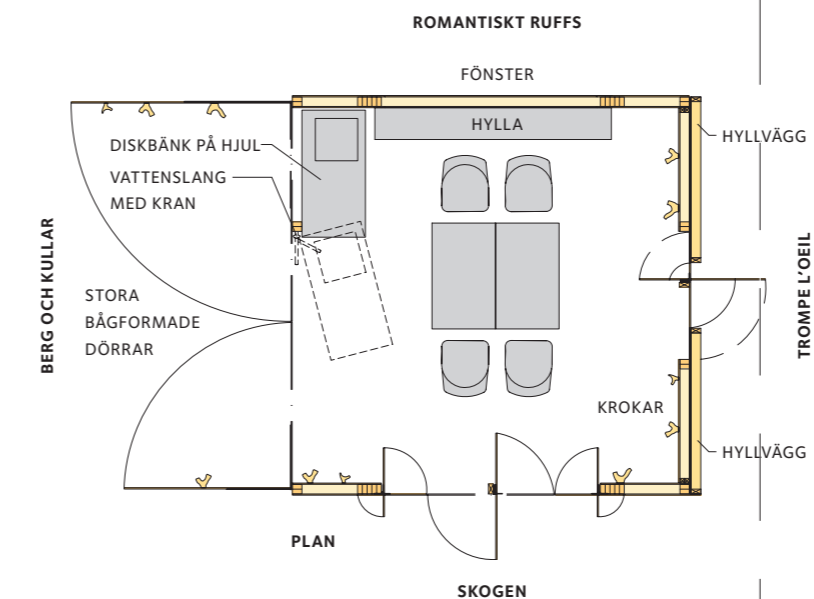 ROMANTISKT RUFFS
FÖNSTER
HYLLA
HYLLVÄGG
DISKBÄNK PÅ HJUL
VATTENSLANG
MED KRAN
BERG OCH KULLAR
STORA
BÅGFORMADE
DÖRRAR
TROMPE L'OEIL
KROKAR
HYLLVÄGG
PLAN
SKOGEN